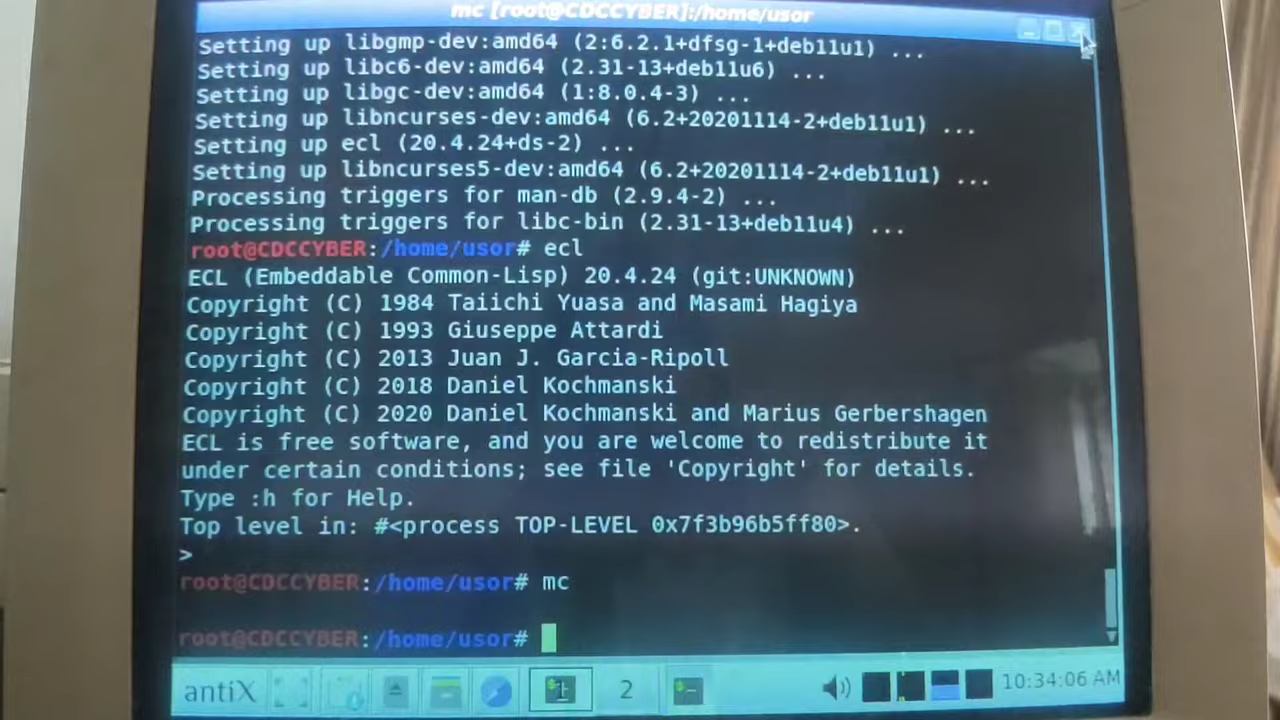 mc [root@CDCCYBER]:/home/usor
Setting up libgmp-dev:amd64 (2:6.2.1+dfsg-1+deb11u1) ...
Setting up libc6-dev:amd64 (2.31-13+deb11u6) ...
Setting up libgc-dev:amd64 (1:8.0.4-3) ...
Setting up libncurses-dev:amd64 (6.2+20201114-2+deb11u1) ...
Setting up ecl (20.4.24+ds-2) ...
Setting up libncurses5-dev:amd64 (6.2+20201114-2+deb11u1) ...
Processing triggers for man-db (2.9.4-2) ...
Processing triggers for libc-bin (2.31-13+deb11u4) ...
root@CDCCYBER:/home/usor# ecl
ECL (Embeddable Common-Lisp) 20.4.24 (git:UNKNOWN)
Copyright (C) 1984 Taiichi Yuasa and Masami Hagiya
Copyright (C) 1993 Giuseppe Attardi
Copyright (C) 2013 Juan J. Garcia-Ripoll
Copyright (C) 2018 Daniel Kochmanski
Copyright (C) 2020 Daniel Kochmanski and Marius Gerbershagen
ECL is free software, and you are welcome to redistribute it
under certain conditions; see file 'Copyright' for details.
Type :h for Help.
Top level in: #<process TOP-LEVEL 0x7f3b96b5ff80>.
>
root@CDCCYBER:/home/usor# mc
root@CDCCYBER:/home/usor#
antiX 1 2 10:34:06 AM